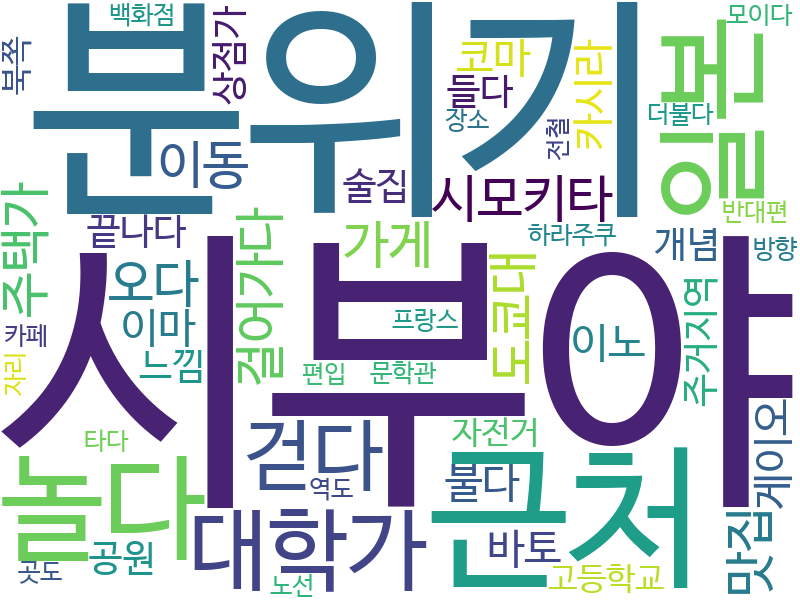 백화점
모이다
북쪽
상점가
분위기
코마
들다
카시라
일본
더불다
장소
전철
이동
술집
시모키타
반대편
주택가
끝나다
걸어가다
가게
하라주쿠
개념
방향
시부야
오다
도쿄대
주거지역
카페
이마
프랑스
이노
자리
느낌
편입
문학관
타다
걷다
자전거
게이오
놀다
역도
불다
근처
대학가
맛집
공원
바토
곳도
노선
고등학교